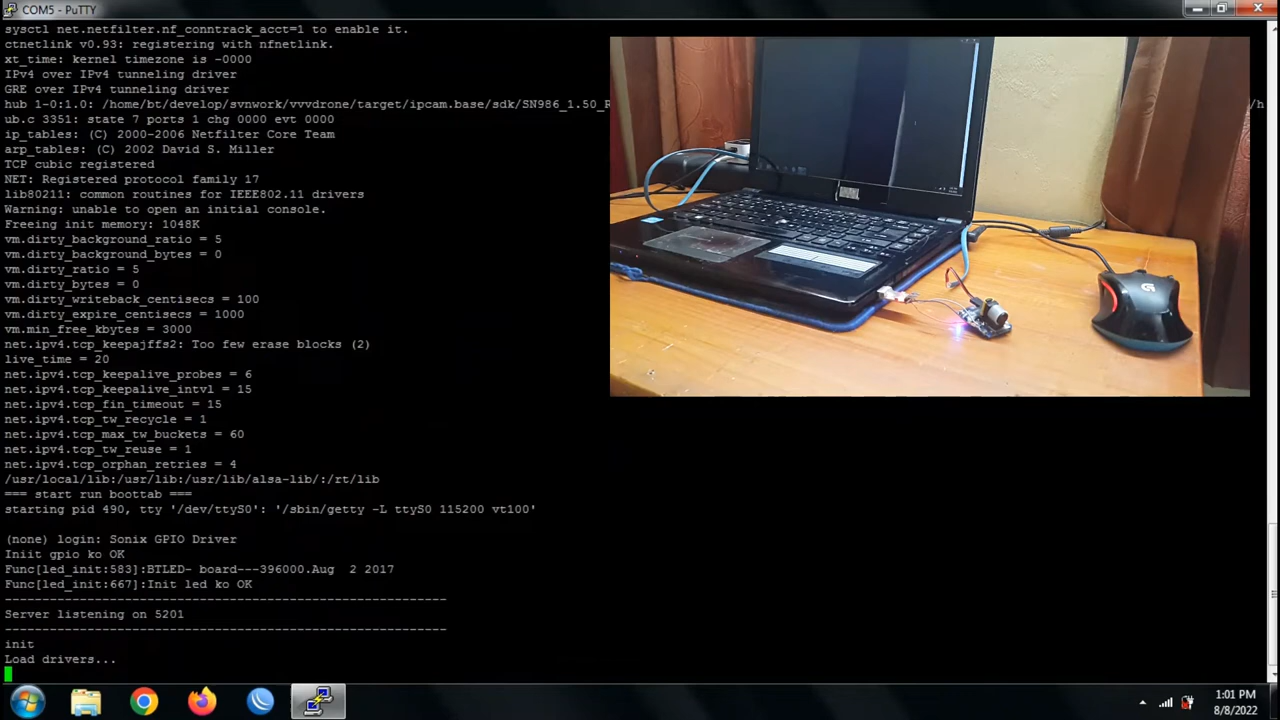 COM5 - PuTTY
sysctl net.netfilter.nf_conntrack_acct=1 to enable it.
ctnetlink v0.93: registering with nfnetlink.
xt_time: kernel timezone is -0000
IPv4 over IPv4 tunneling driver
GRE over IPv4 tunneling driver
hub 1-0:1.0: /home/bt/develop/svnwork/vvvdrone/target/ipcam.base/sdk/SN986_1.50_R /h
ub.c 3351: state 7 ports 1 chg 0000 evt 0000
ip_tables: (C) 2000-2006 Netfilter Core Team
arp_tables: (C) 2002 David S. Miller
TCP cubic registered
NET: Registered protocol family 17
lib80211: common routines for IEEE802.11 drivers
Warning: unable to open an initial console.
Freeing init memory: 1048K
vm.dirty_background_ratio = 5
vm.dirty_background_bytes = 0
vm.dirty_ratio = 5
vm.dirty_bytes = 0
vm.dirty_writeback_centisecs = 100
vm.dirty_expire_centisecs = 1000
vm.min_free_kbytes = 3000
net.ipv4.tcp_keepajffs2: Too few erase blocks (2)
live_time = 20
net.ipv4.tcp_keepalive_probes = 6
net.ipv4.tcp_keepalive_intvl = 15
net.ipv4.tcp_fin_timeout = 15
net.ipv4.tcp_tw_recycle = 1
net.ipv4.tcp_max_tw_buckets = 60
net.ipv4.tcp_tw_reuse = 1
net.ipv4.tcp_orphan_retries = 4
/usr/local/lib:/usr/lib:/usr/lib/alsa-lib/:/rt/lib
=== start run boottab ===
starting pid 490, tty '/dev/ttyS0': '/sbin/getty -L ttyS0 115200 vt100'
(none) login: Sonix GPIO Driver
Iniit gpio ko OK
Func[led_init:583]:BTLED- board---396000.Aug  2 2017
Func[led_init:667]:Init led ko OK
-----------------------------------------------------------
Server listening on 5201
-----------------------------------------------------------
init
Load drivers...
1:01 PM
8/8/2022